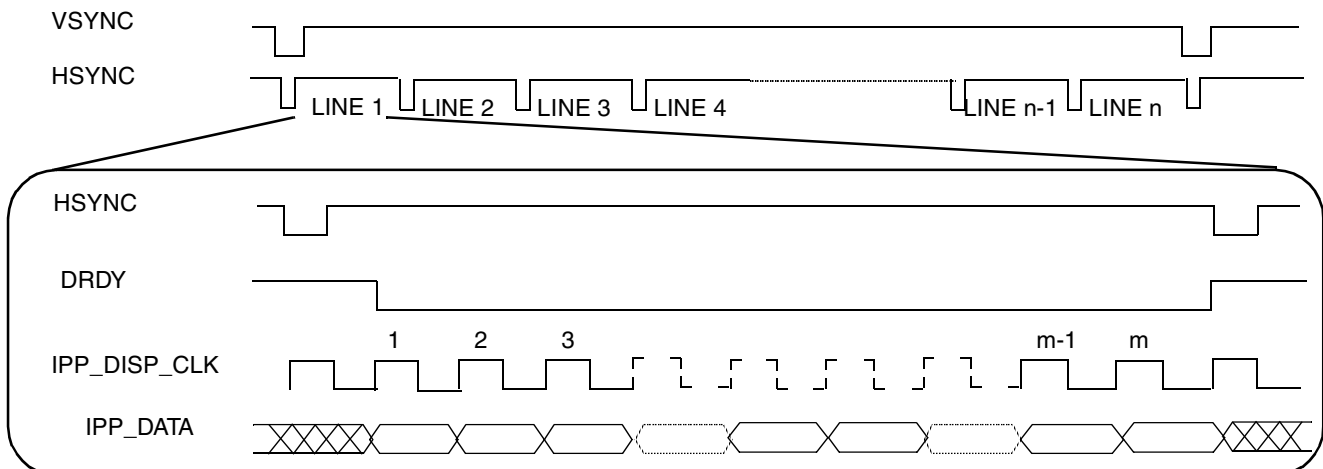 VSYNC
HSYNC
LINE 1 LINE 2 LINE 3 LINE 4 LINE n-1 LINE n
HSYNC
DRDY
1 2 3 m-1 m
IPP_DISP_CLK
IPP_DATA